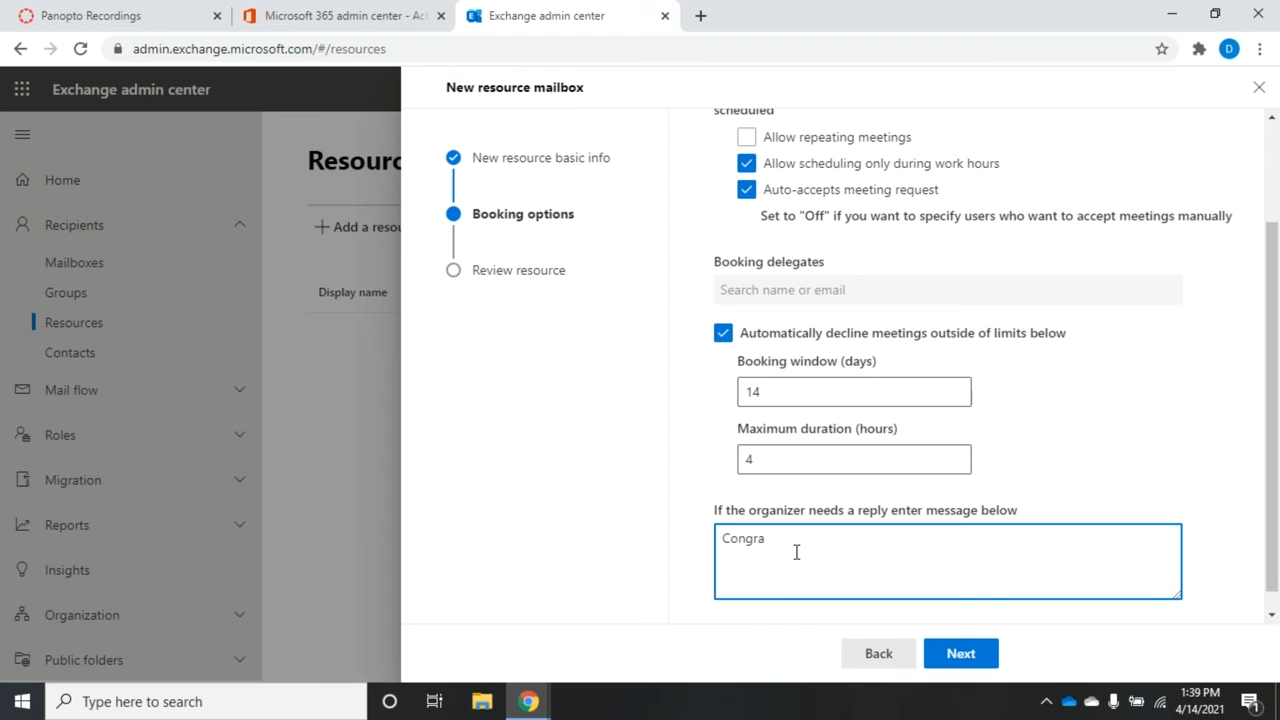 Panopto Recordings
Microsoft 365 admin center - Act
Exchange admin center
admin.exchange.microsoft.com/#/resources
D
Exchange admin center
New resource mailbox
Home
Recipients
Mailboxes
Groups
Resources
Contacts
Mail flow
Roles
Migration
Reports
Insights
Organization
Public folders
Resourc
Add a resou
Display name
New resource basic info
Booking options
Review resource
scheduled
Allow repeating meetings
Allow scheduling only during work hours
Auto-accepts meeting request
Set to "Off" if you want to specify users who want to accept meetings manually
Booking delegates
Search name or email
Automatically decline meetings outside of limits below
Booking window (days)
14
Maximum duration (hours)
4
If the organizer needs a reply enter message below
Congra
Back
Next
Type here to search
1:39 PM
4/14/2021
1